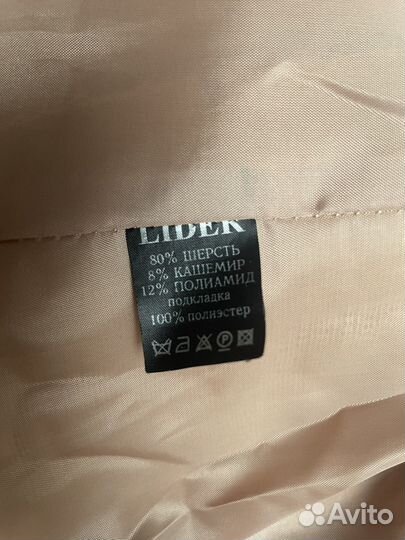 LIDER
80% ШЕРСТЬ
8% КАШЕМИР
12% ПОЛИАМИД
подкладка
100% полиэстер
Avito